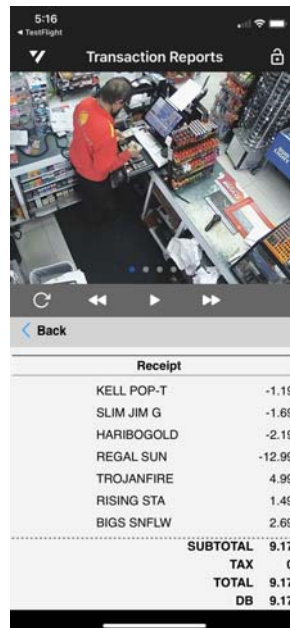 5:16
◀ TestFlight
Transaction Reports
Back
Receipt
KELL POP-T -1.19
SLIM JIM G -1.69
HARIBOGOLD -2.19
REGAL SUN -12.99
TROJANFIRE 4.99
RISING STA 1.49
BIGS SNFLW 2.69
SUBTOTAL 9.17
TAX 0
TOTAL 9.17
DB 9.17